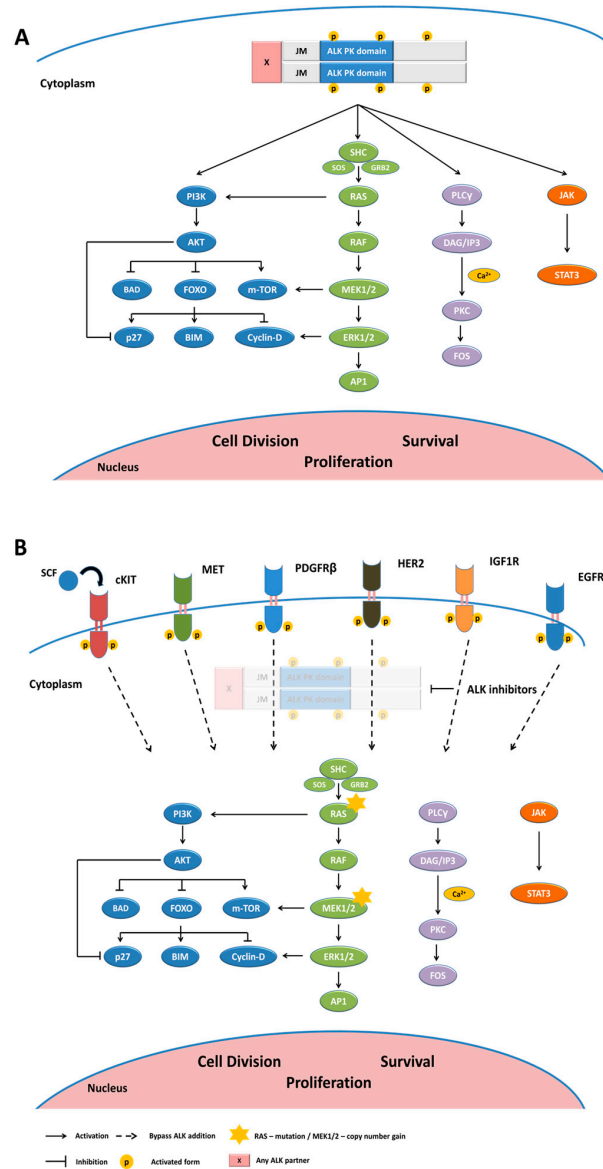 A
Cytoplasm
X
JM
ALK PK domain
JM
ALK PK domain
p p p
p p p
SHC
SOS GRB2
PI3K RAS PLCγ JAK
AKT RAF DAG/IP3
Ca²⁺ STAT3
BAD FOXO m-TOR MEK1/2
PKC
p27 BIM Cyclin-D ERK1/2
FOS
AP1
Cell Division Survival
Proliferation
Nucleus
B
SCF cKIT MET PDGFRβ HER2 IGF1R EGFR
p p p p p p p p p p p p
Cytoplasm
X
JM
ALK PK domain
JM
ALK PK domain
p p p
p p p
ALK inhibitors
SHC
SOS GRB2
PI3K RAS PLCγ JAK
AKT RAF DAG/IP3
Ca²⁺ STAT3
BAD FOXO m-TOR MEK1/2
PKC
p27 BIM Cyclin-D ERK1/2
FOS
AP1
Cell Division Survival
Proliferation
Nucleus
Activation Bypass ALK addition RAS – mutation / MEK1/2 – copy number gain
Inhibition p Activated form X Any ALK partner